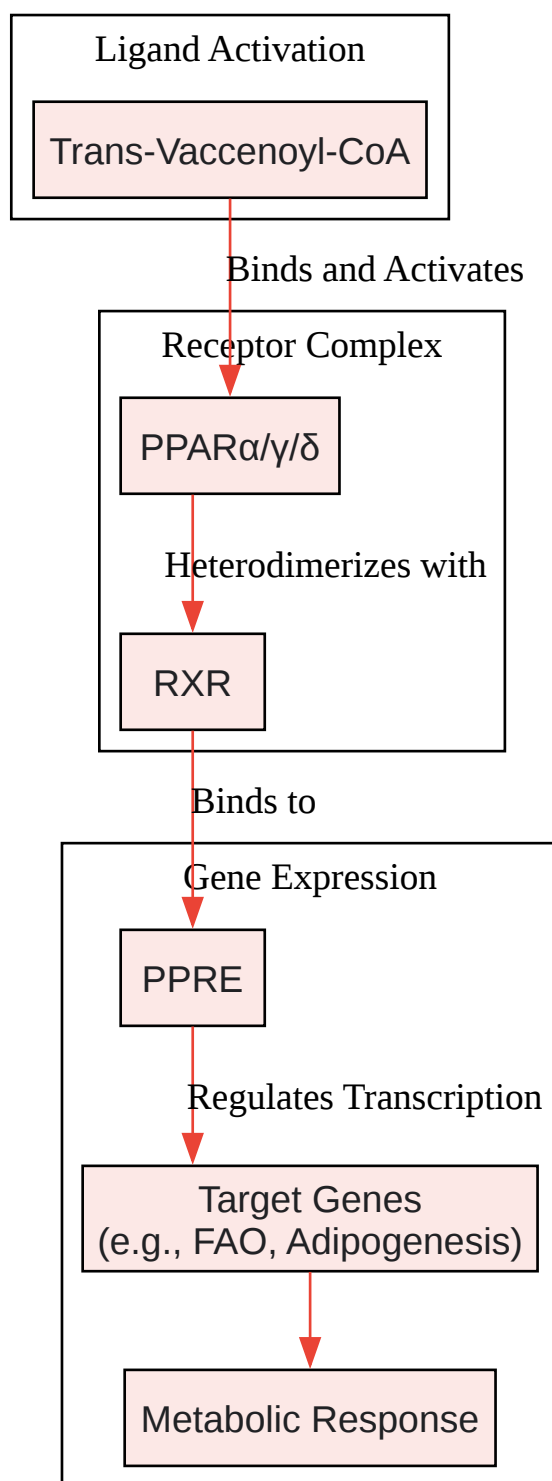 Ligand Activation
Trans-Vaccenoyl-CoA
Binds and Activates
Receptor Complex
PPARα/γ/δ
Heterodimerizes with
RXR
Binds to
Gene Expression
PPRE
Regulates Transcription
Target Genes
(e.g., FAO, Adipogenesis)
Metabolic Response